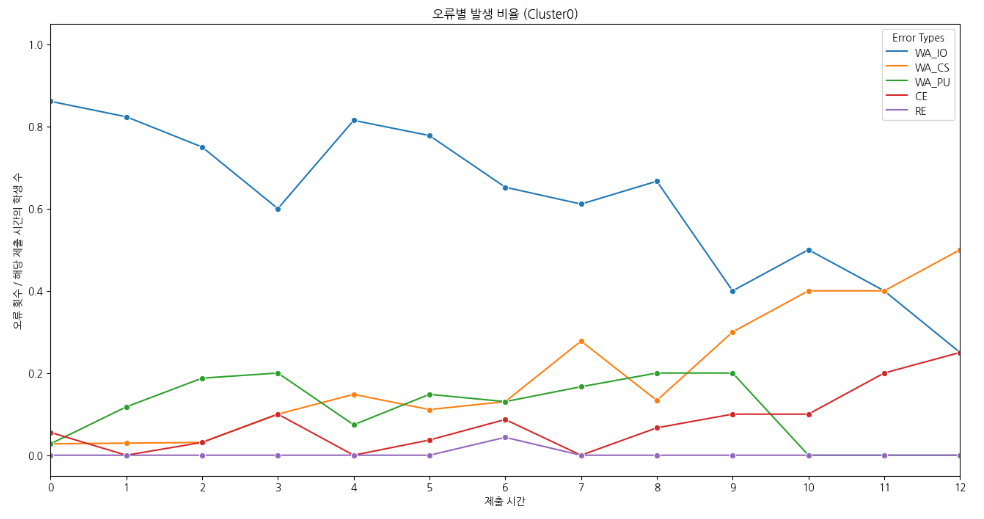 오류별 발생 비율 (Cluster0)
Error Types
WA_IO
WA_CS
WA_PU
CE
RE
1.0
0.8
0.6
0.4
0.2
0.0
오류 횟수 / 해당 제출 시간의 학생 수
0 1 2 3 4 5 6 7 8 9 10 11 12
제출 시간